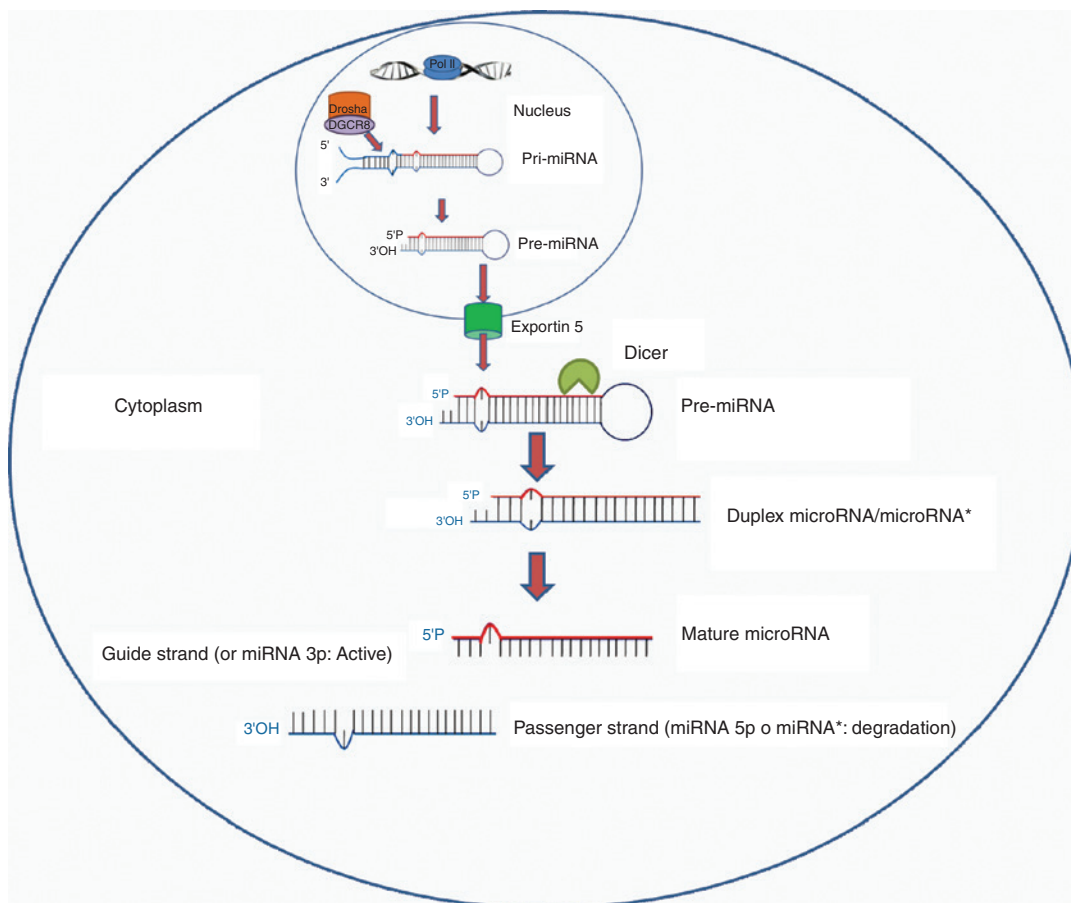 Pol II
Nucleus
Drosha
DGCR8
5'
Pri-miRNA
3'
5'P
Pre-miRNA
3'OH
Exportin 5
Dicer
Cytoplasm
5'P
Pre-miRNA
3'OH
5'P
Duplex microRNA/microRNA*
3'OH
5'P
Mature microRNA
Guide strand (or miRNA 3p: Active)
3'OH
Passenger strand (miRNA 5p o miRNA*: degradation)